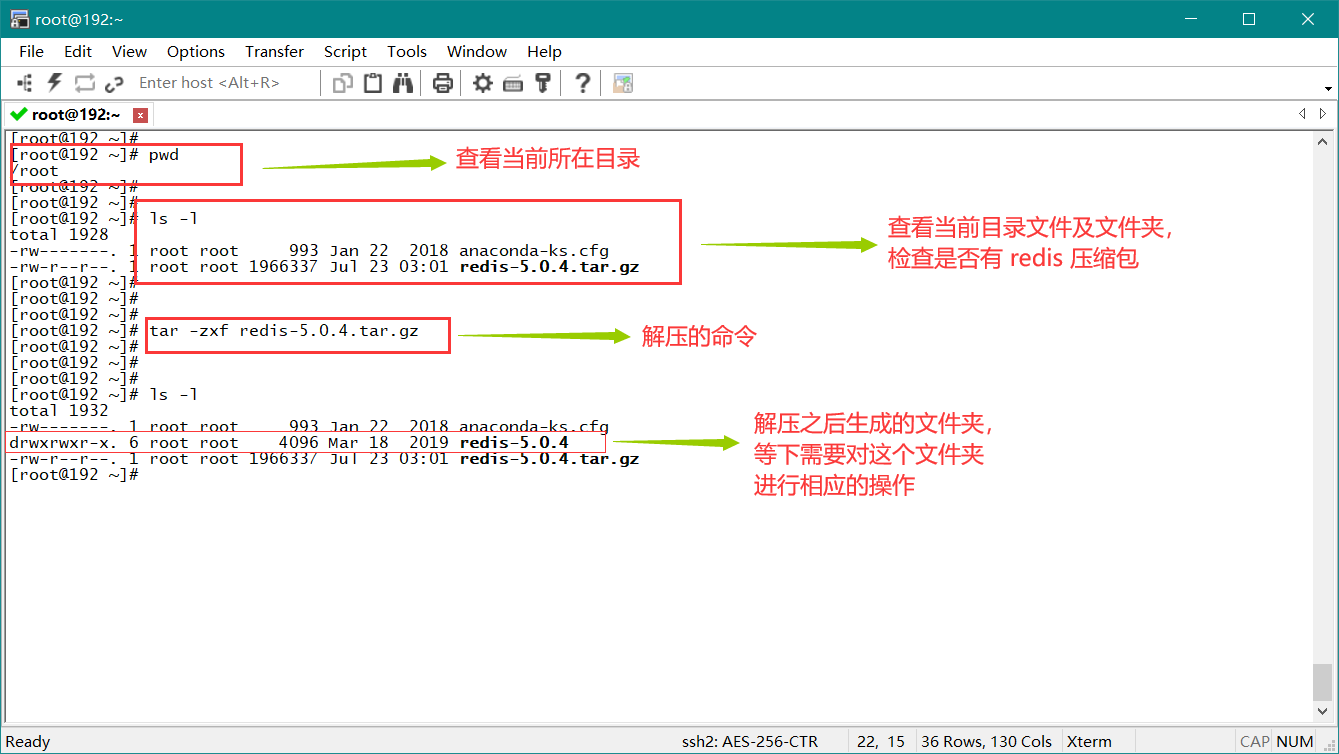 root@192:~
File Edit View Options Transfer Script Tools Window Help
Enter host <Alt+R>
root@192:~
[root@192 ~]#
[root@192 ~]# pwd
/root
查看当前所在目录
[root@192 ~]#
[root@192 ~]#
[root@192 ~]# ls -l
total 1928
-rw-------. 1 root root     993 Jan 22  2018 anaconda-ks.cfg
-rw-r--r--. 1 root root 1966337 Jul 23 03:01 redis-5.0.4.tar.gz
查看当前目录文件及文件夹，
检查是否有 redis 压缩包
[root@192 ~]#
[root@192 ~]#
[root@192 ~]#
[root@192 ~]# tar -zxf redis-5.0.4.tar.gz
解压的命令
[root@192 ~]#
[root@192 ~]#
[root@192 ~]#
[root@192 ~]# ls -l
total 1932
-rw-------. 1 root root     993 Jan 22  2018 anaconda-ks.cfg
drwxrwxr-x. 6 root root    4096 Mar 18  2019 redis-5.0.4
-rw-r--r--. 1 root root 1966337 Jul 23 03:01 redis-5.0.4.tar.gz
[root@192 ~]#
解压之后生成的文件夹，
等下需要对这个文件夹
进行相应的操作
Ready ssh2: AES-256-CTR 22, 15 36 Rows, 130 Cols Xterm CAP NUM